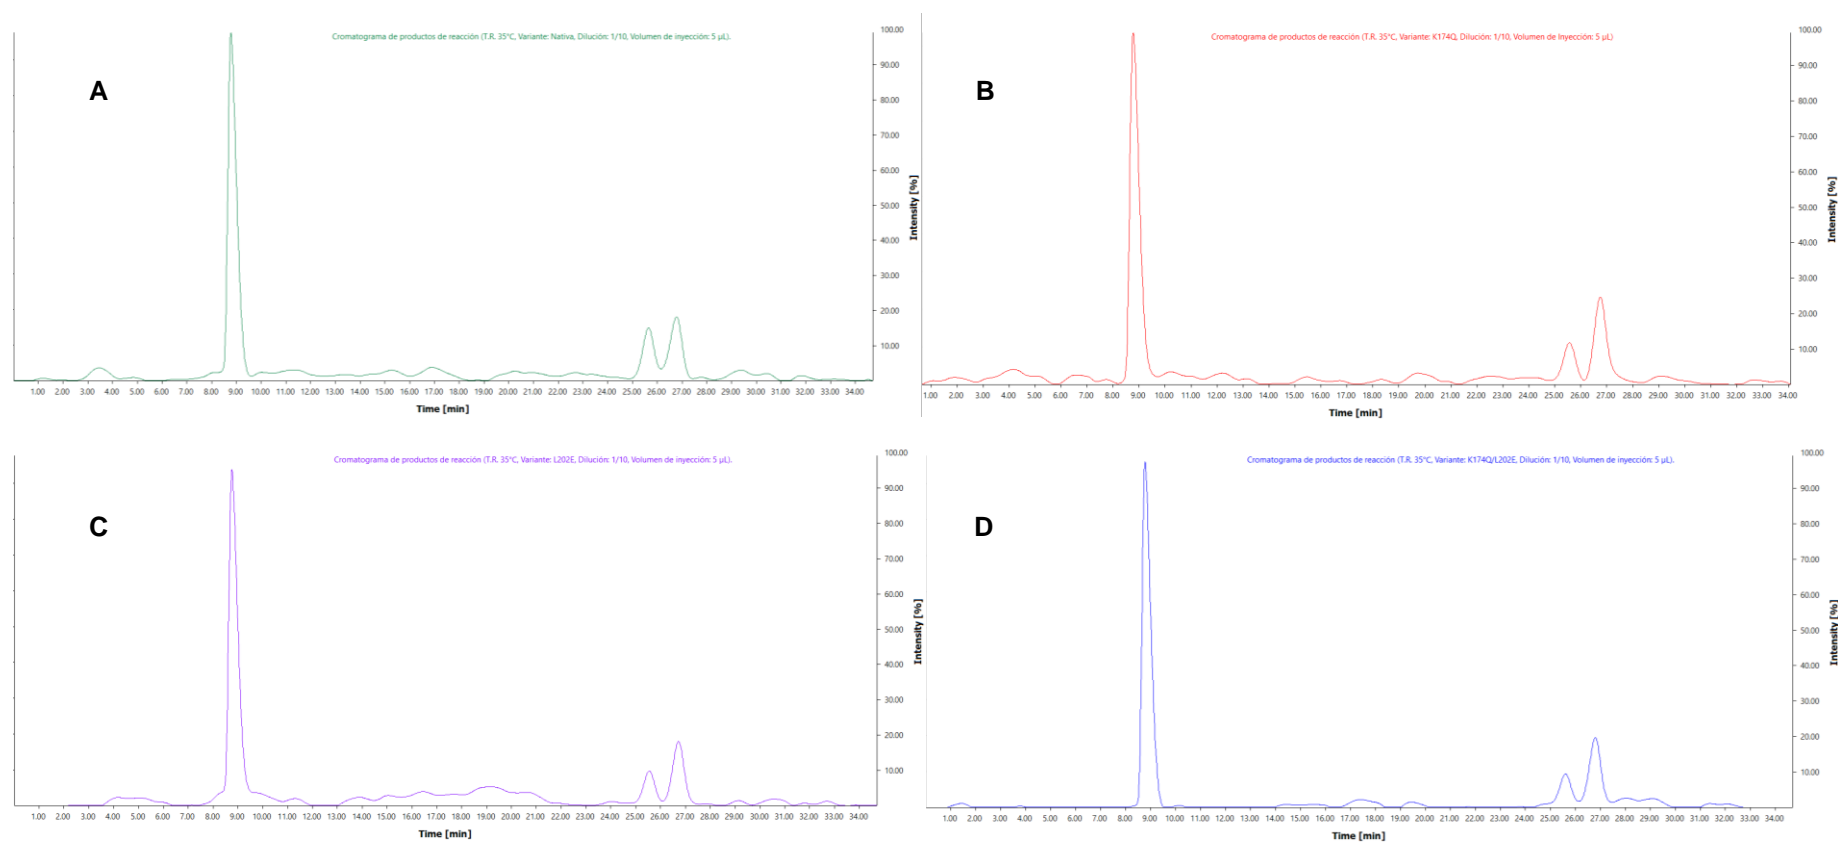 Cromatograma de productos de reacción (T.R. 35°C, Variante: Nativa, Dilución: 1/10, Volumen de inyección: 5 µL).
A
100.00
90.00
80.00
70.00
60.00
50.00
40.00
30.00
20.00
10.00
Intensity [%]
1.00 2.00 3.00 4.00 5.00 6.00 7.00 8.00 9.00 10.00 11.00 12.00 13.00 14.00 15.00 16.00 17.00 18.00 19.00 20.00 21.00 22.00 23.00 24.00 25.00 26.00 27.00 28.00 29.00 30.00 31.00 32.00 33.00 34.00
Time [min]
Cromatograma de productos de reacción (T.R. 35°C, Variante: K174Q, Dilución: 1/10, Volumen de Inyección: 5 µL)
B
100.00
90.00
80.00
70.00
60.00
50.00
40.00
30.00
20.00
10.00
Intensity [%]
1.00 2.00 3.00 4.00 5.00 6.00 7.00 8.00 9.00 10.00 11.00 12.00 13.00 14.00 15.00 16.00 17.00 18.00 19.00 20.00 21.00 22.00 23.00 24.00 25.00 26.00 27.00 28.00 29.00 30.00 31.00 32.00 33.00 34.00
Time [min]
Cromatograma de productos de reacción (T.R. 35°C, Variante: L202E, Dilución: 1/10, Volumen de inyección: 5 µL).
C
100.00
90.00
80.00
70.00
60.00
50.00
40.00
30.00
20.00
10.00
Intensity [%]
1.00 2.00 3.00 4.00 5.00 6.00 7.00 8.00 9.00 10.00 11.00 12.00 13.00 14.00 15.00 16.00 17.00 18.00 19.00 20.00 21.00 22.00 23.00 24.00 25.00 26.00 27.00 28.00 29.00 30.00 31.00 32.00 33.00 34.00
Time [min]
Cromatograma de productos de reacción (T.R. 35°C, Variante: K174Q/L202E, Dilución: 1/10, Volumen de inyección: 5 µL).
D
100.00
90.00
80.00
70.00
60.00
50.00
40.00
30.00
20.00
10.00
Intensity [%]
1.00 2.00 3.00 4.00 5.00 6.00 7.00 8.00 9.00 10.00 11.00 12.00 13.00 14.00 15.00 16.00 17.00 18.00 19.00 20.00 21.00 22.00 23.00 24.00 25.00 26.00 27.00 28.00 29.00 30.00 31.00 32.00 33.00 34.00
Time [min]